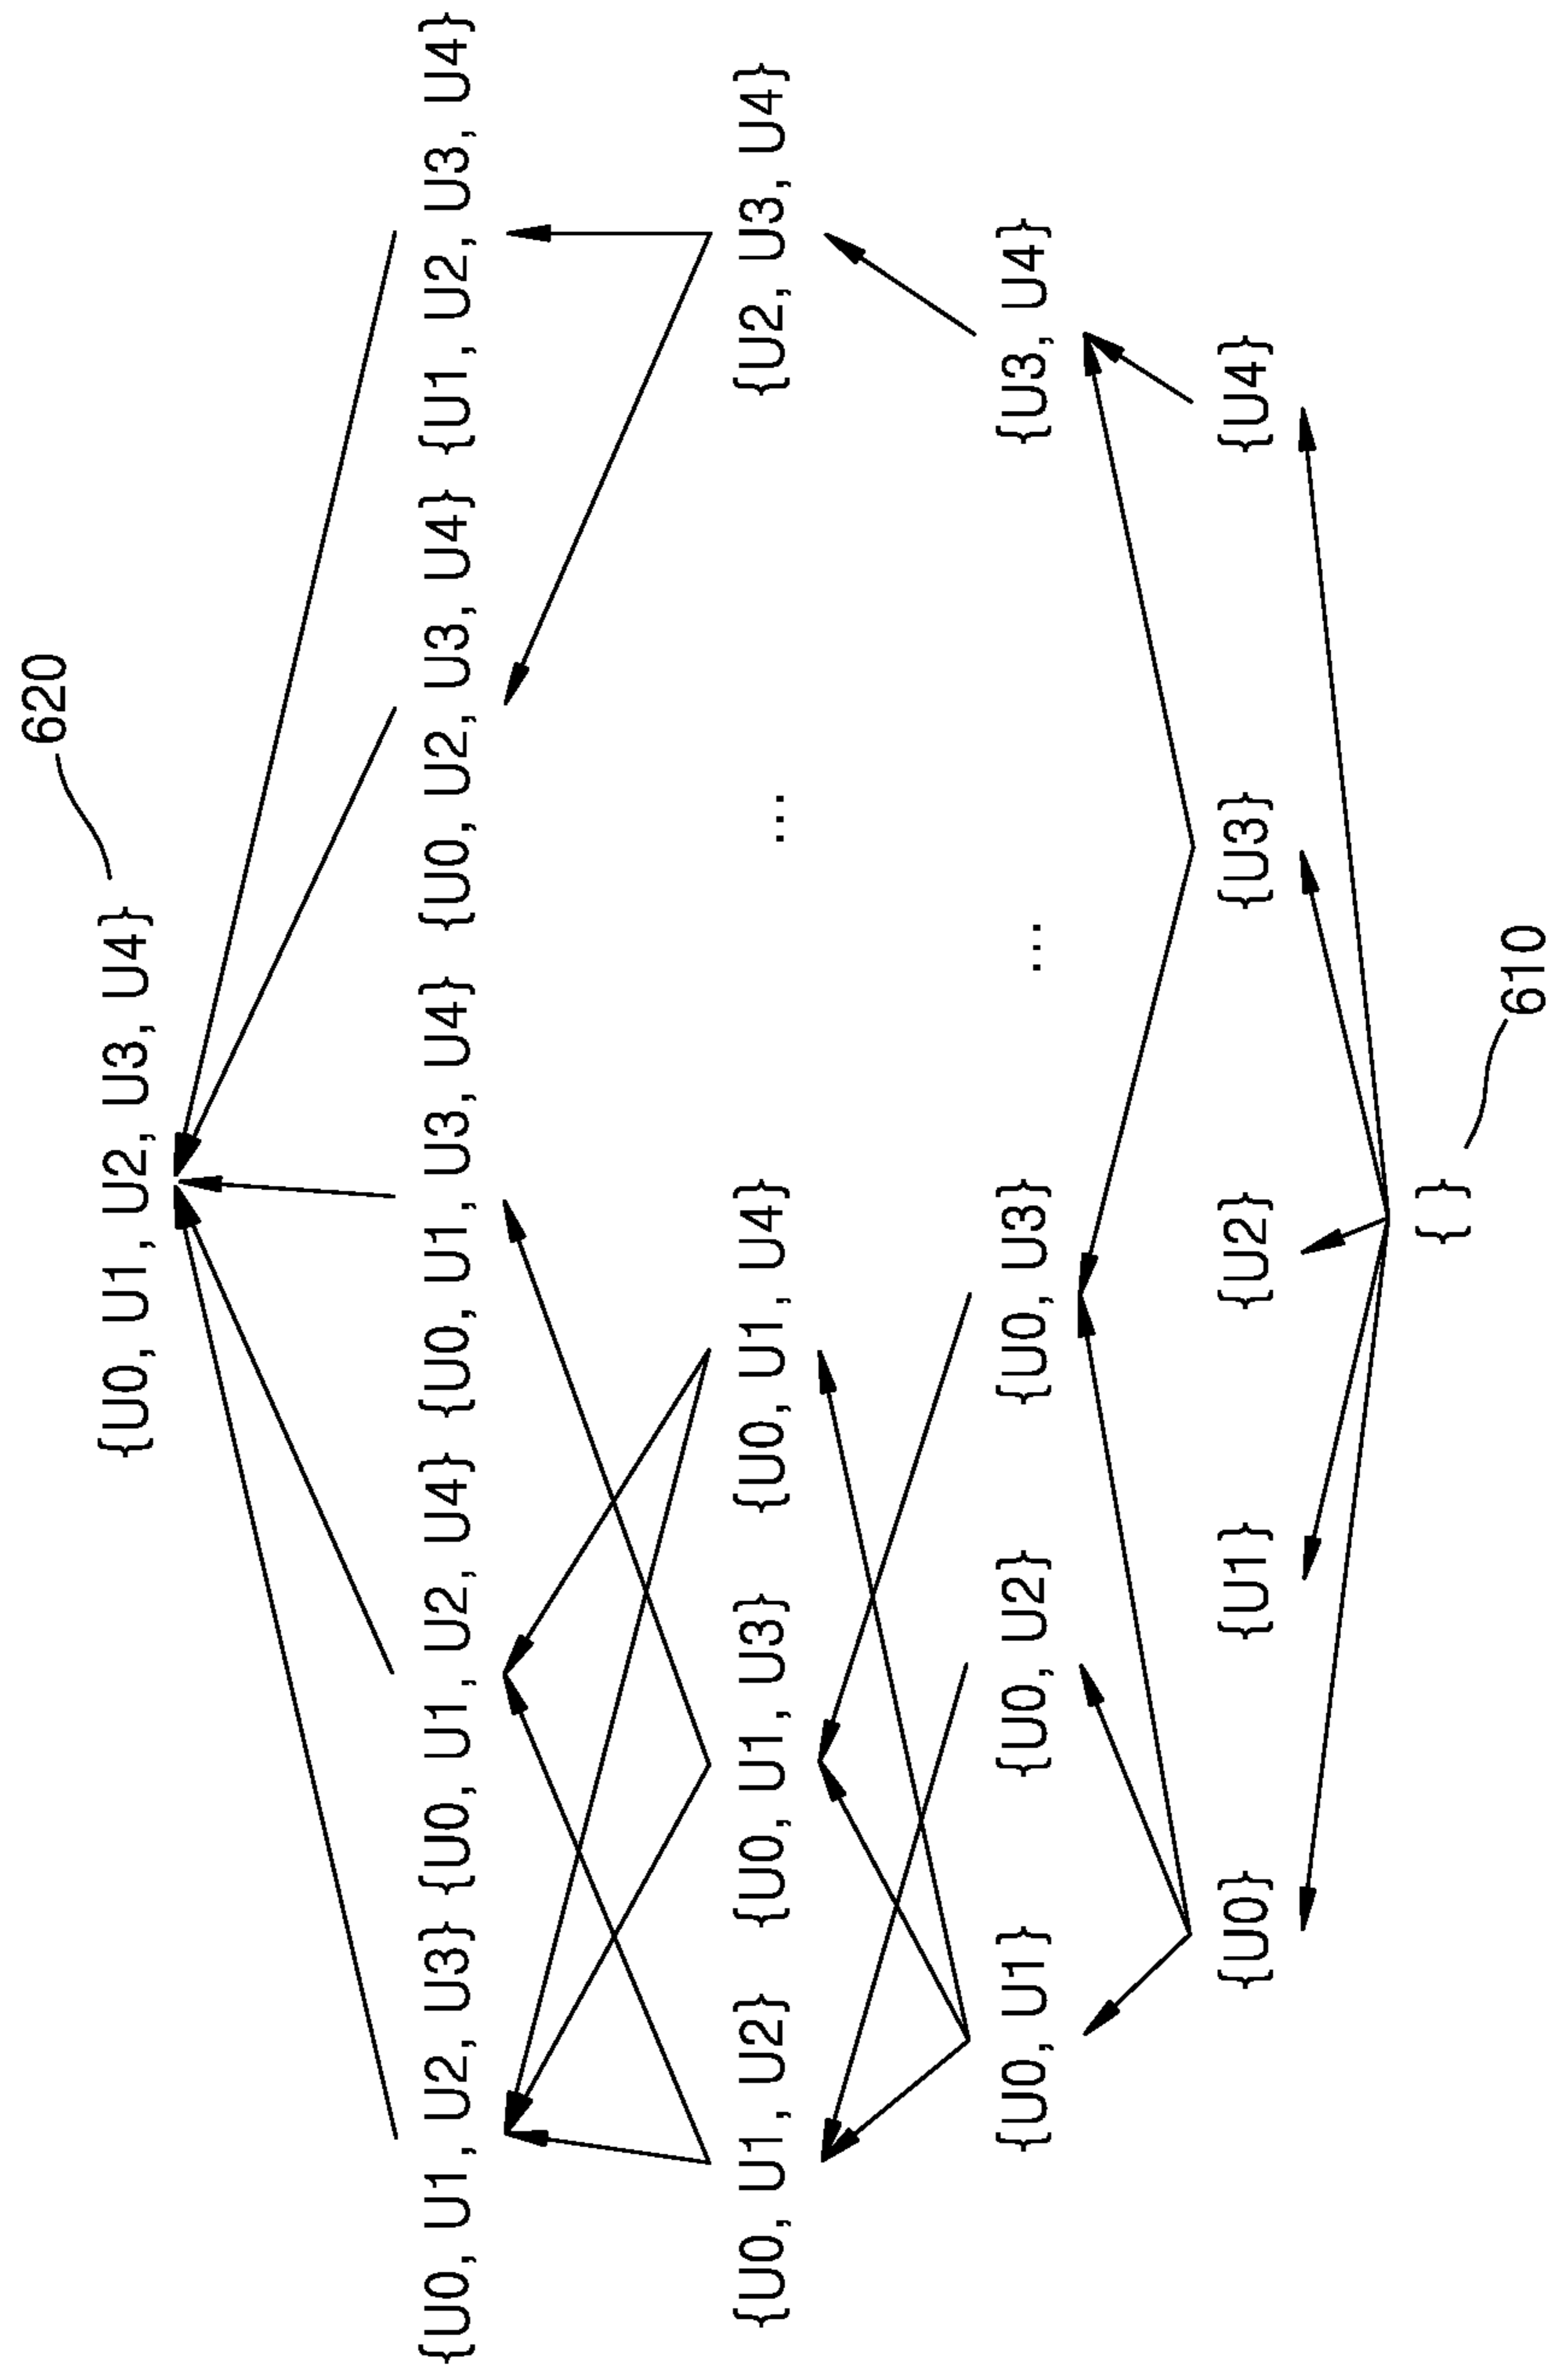 620
{U0, U1, U2, U3, U4}
{U0, U1, U2, U3} {U0, U1, U2, U4} {U0, U1, U3, U4} {U0, U2, U3, U4} {U1, U2, U3, U4}
{U0, U1, U2} {U0, U1, U3} {U0, U1, U4} ... {U2, U3, U4}
{U0, U1} {U0, U2} {U0, U3} ... {U3, U4}
{U0} {U1} {U2} {U3} {U4}
{ }
610